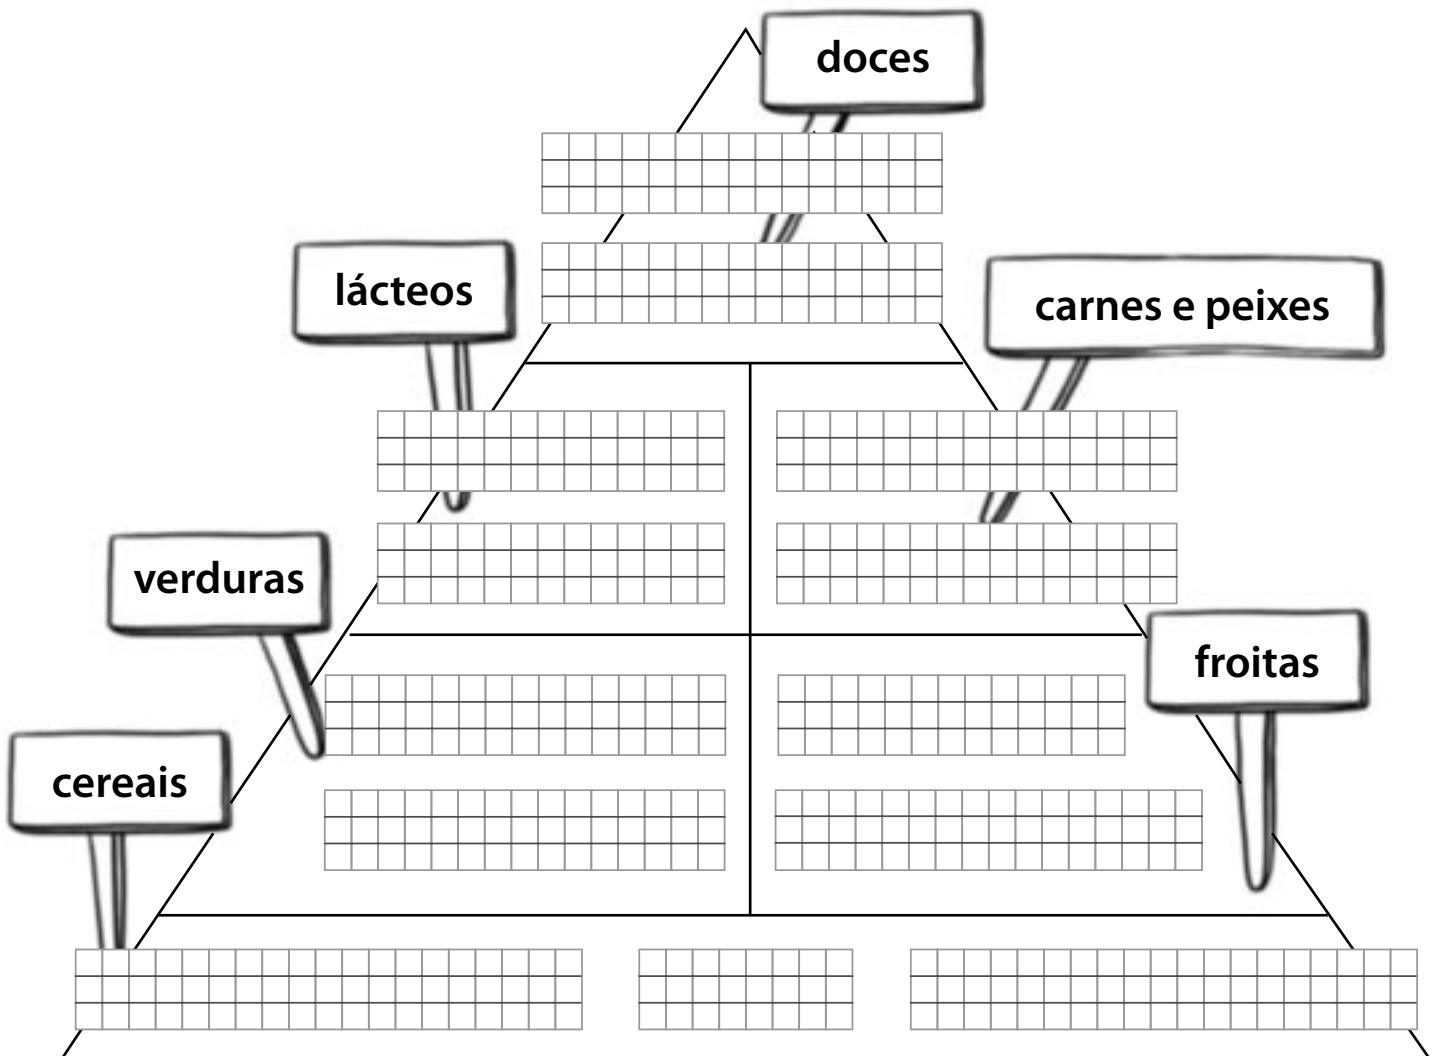 doces
lácteos
carnes e peixes
verduras
froitas
cereais